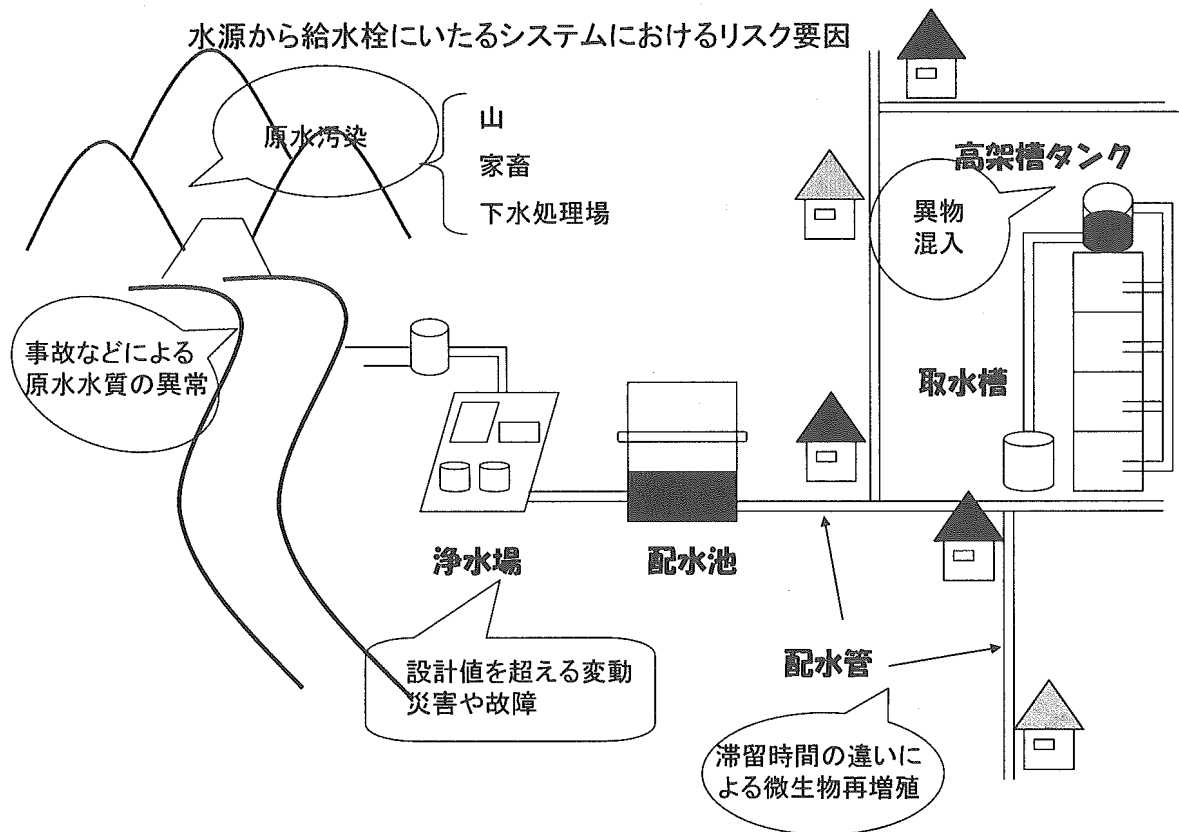 水源から給水栓にいたるシステムにおけるリスク要因
原水汚染
山
家畜
下水処理場
高架槽タンク
異物
混入
事故などによる
原水水質の異常
取水槽
浄水場
配水池
設計値を超える変動
災害や故障
配水管
滞留時間の違いに
よる微生物再増殖